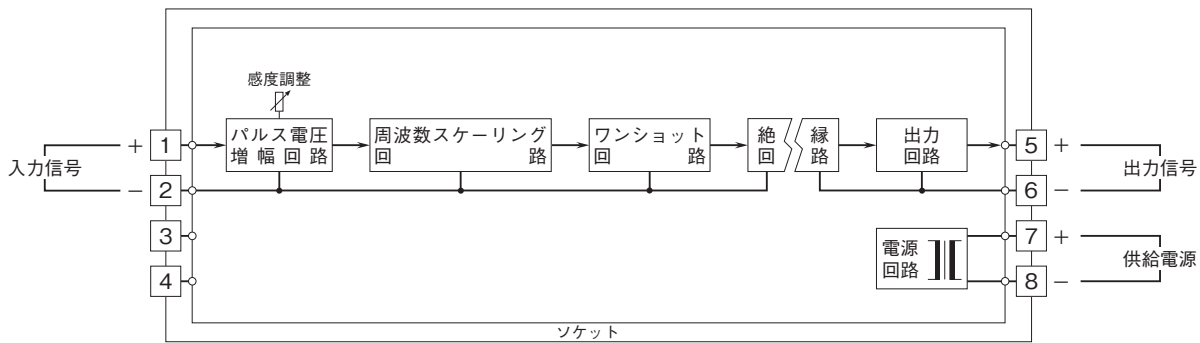 感度調整
パルス電圧
増幅回路
周波数スケーリング
回路
ワンショット
回路
絶縁
回路
出力
回路
電源
回路
入力信号
+ 1
− 2
3
4
5 +
6 −
出力信号
7 +
8 −
供給電源
ソケット